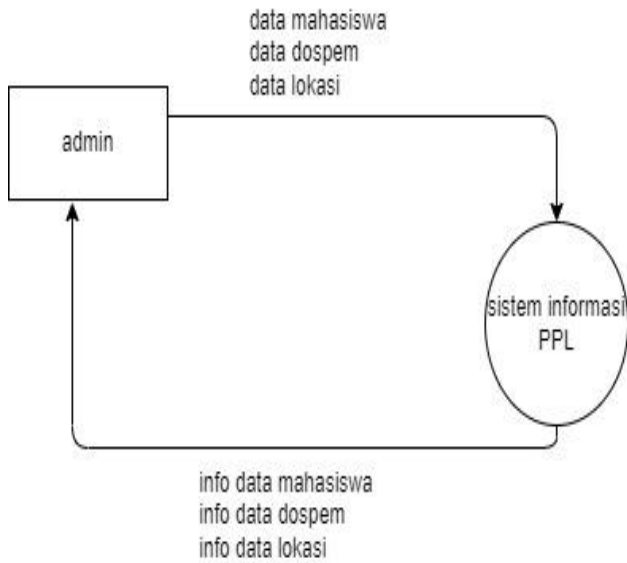 data mahasiswa
data dospem
data lokasi
admin
sistem informasi
PPL
info data mahasiswa
info data dospem
info data lokasi